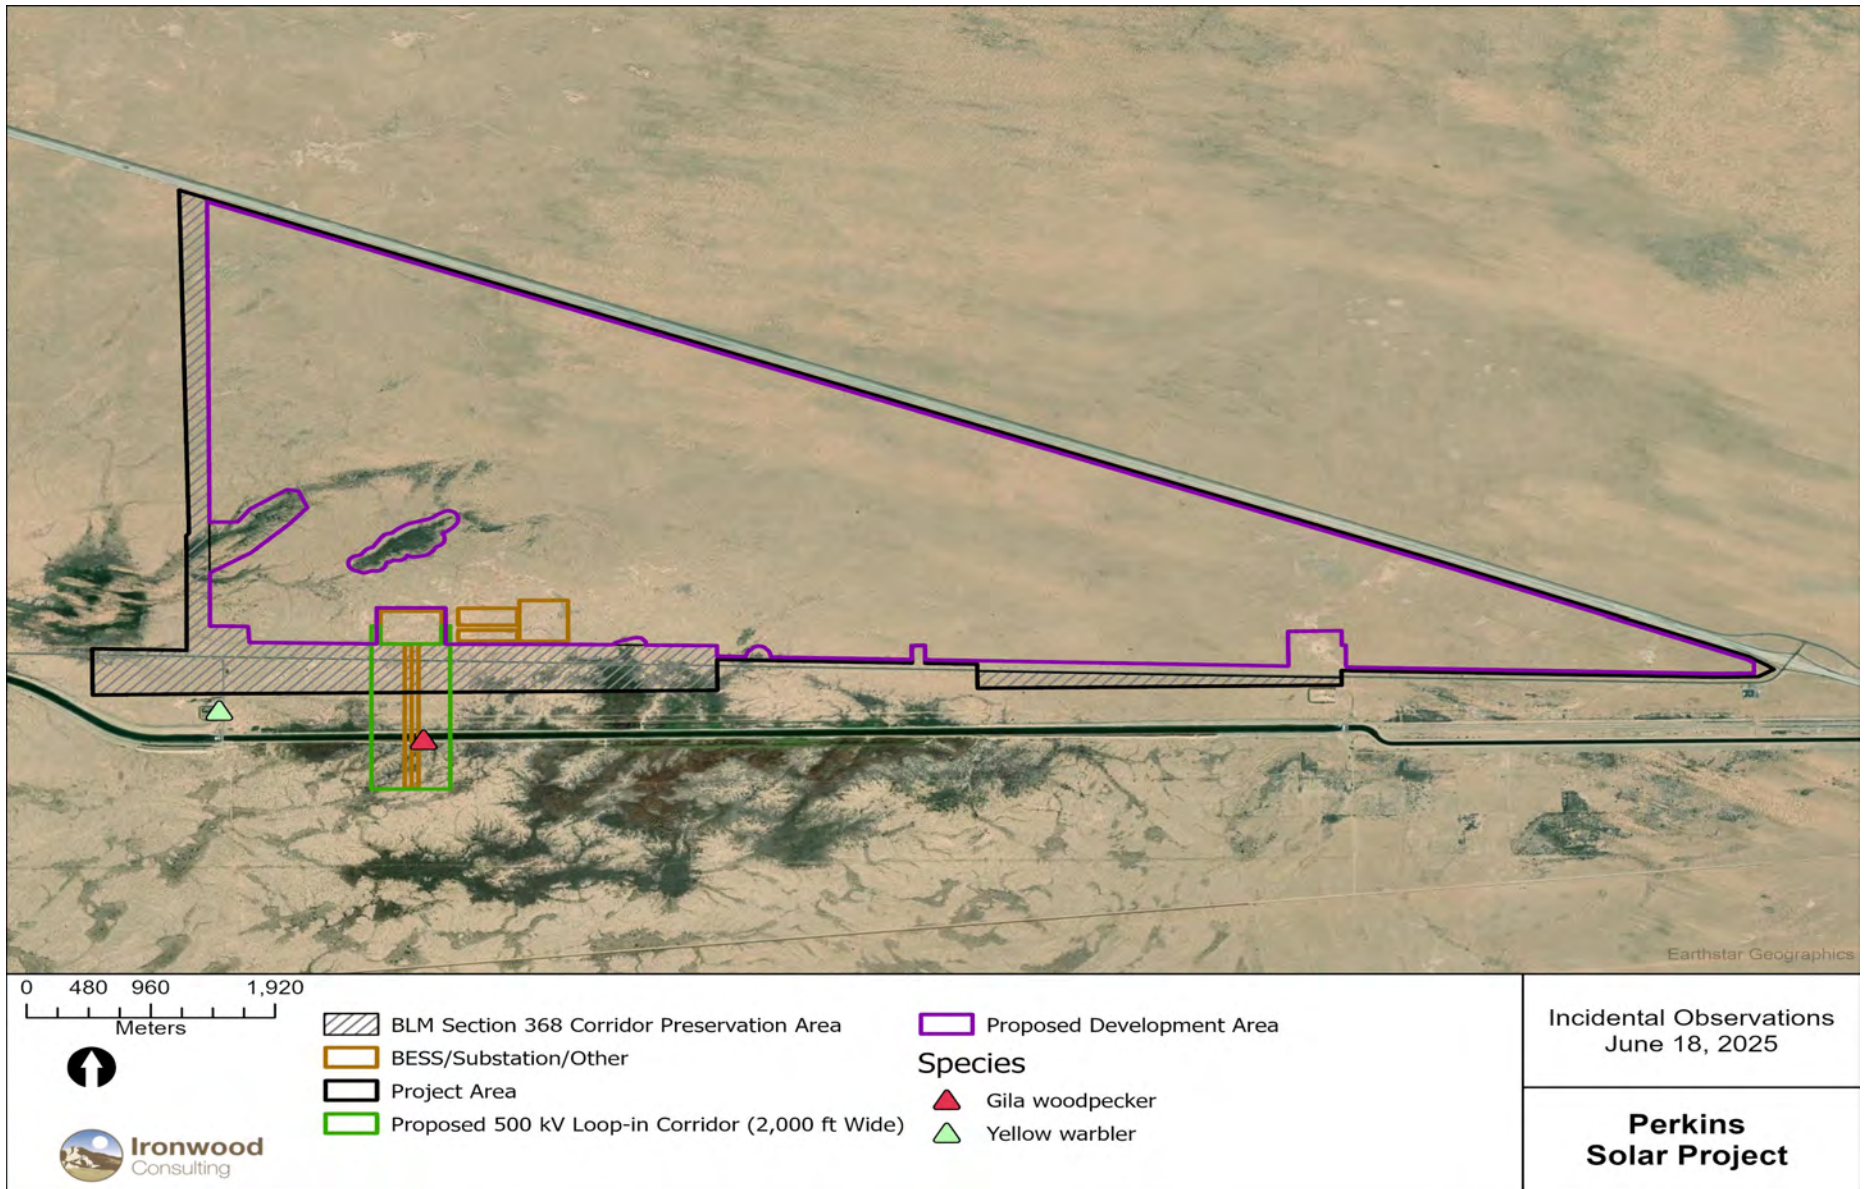 Earthstar Geographics
0 480 960 1,920
Meters
BLM Section 368 Corridor Preservation Area
BESS/Substation/Other
Project Area
Proposed 500 kV Loop-in Corridor (2,000 ft Wide)
Proposed Development Area
Species
Gila woodpecker
Yellow warbler
Ironwood
Consulting
Incidental Observations
June 18, 2025
Perkins
Solar Project